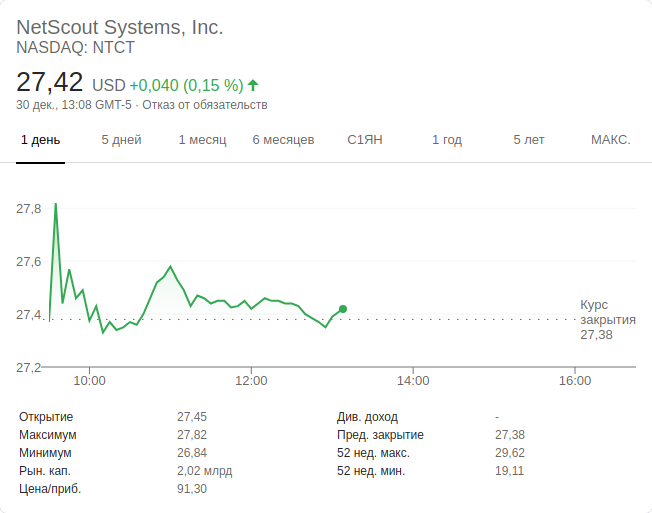 NetScout Systems, Inc.
NASDAQ: NTCT
27,42 USD +0,040 (0,15 %)
30 дек., 13:08 GMT-5 · Отказ от обязательств
1 день 5 дней 1 месяц 6 месяцев С1ЯН 1 год 5 лет МАКС.
27,8
27,6
27,4
27,2
Курс
закрытия
27,38
10:00 12:00 14:00 16:00
Открытие 27,45
Максимум 27,82
Минимум 26,84
Рын. кап. 2,02 млрд
Цена/приб. 91,30
Див. доход -
Пред. закрытие 27,38
52 нед. макс. 29,62
52 нед. мин. 19,11